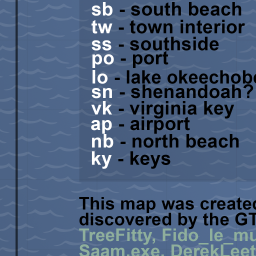 sb - south beach
tw - town interior
ss - southside
po - port
lo - lake okeechobe
sn - shenandoah?
vk - virginia key
ap - airport
nb - north beach
ky - keys
This map was created
discovered by the GT
TreeFitty, Fido_le_mu
Saam.exe, DerekLeet